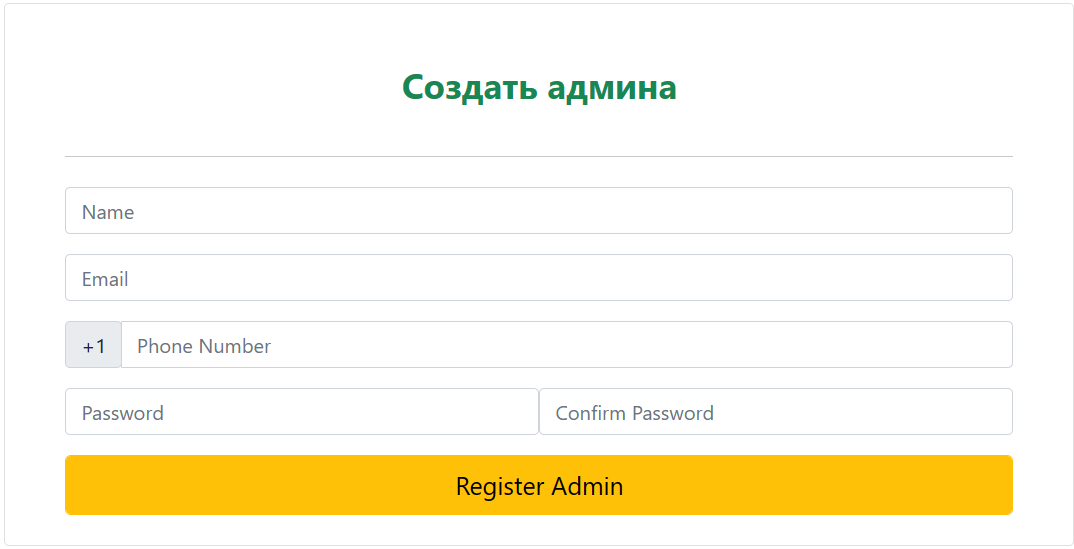 Создать админа
Name
Email
+1 Phone Number
Password Confirm Password
Register Admin